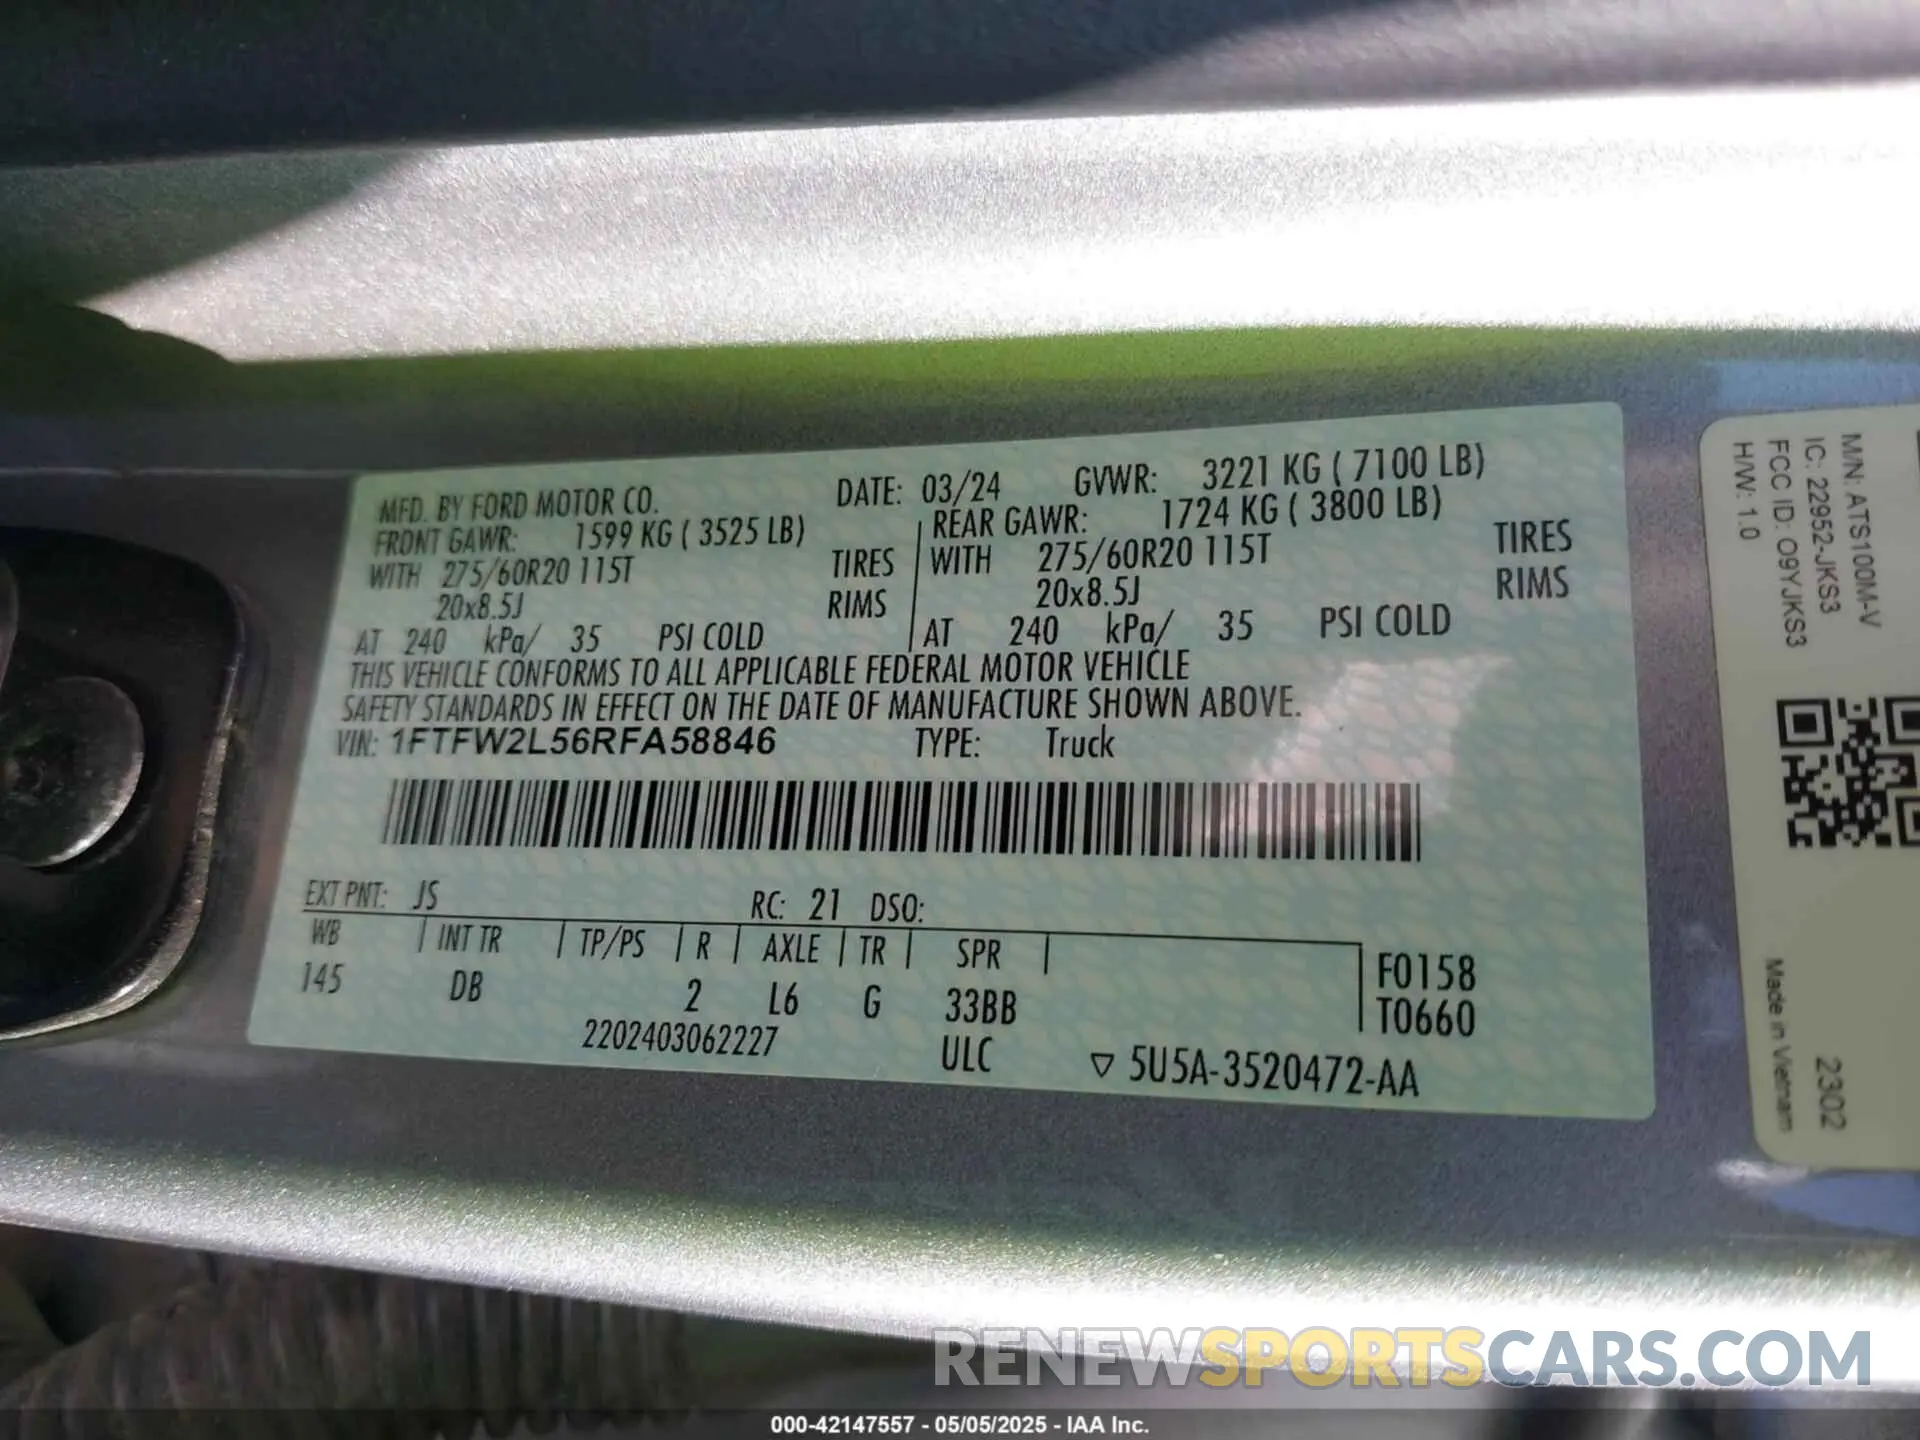 MFD. BY FORD MOTOR CO. DATE: 03/24 GVWR: 3221 KG ( 7100 LB)
FRONT GAWR: 1599 KG ( 3525 LB) REAR GAWR: 1724 KG ( 3800 LB)
WITH 275/60R20 115T TIRES WITH 275/60R20 115T TIRES
20x8.5J RIMS 20x8.5J RIMS
AT 240 kPa/ 35 PSI COLD AT 240 kPa/ 35 PSI COLD
THIS VEHICLE CONFORMS TO ALL APPLICABLE FEDERAL MOTOR VEHICLE
SAFETY STANDARDS IN EFFECT ON THE DATE OF MANUFACTURE SHOWN ABOVE.
VIN: 1FTFW2L56RFA58846 TYPE: Truck
EXT PNT: JS RC: 21 DSO:
WB INT TR TP/PS R AXLE TR SPR
145 DB 2 L6 G 33BB
F0158
T0660
2202403062227 ULC ▽ 5U5A-3520472-AA
M/N: ATS100M-V
IC: 22952-JKS3
FCC ID: O9YJKS3
H/W: 1.0
Made in Vietnam
2302
RENEWSPORTSCARS.COM
000-42147557 - 05/05/2025 - IAA Inc.